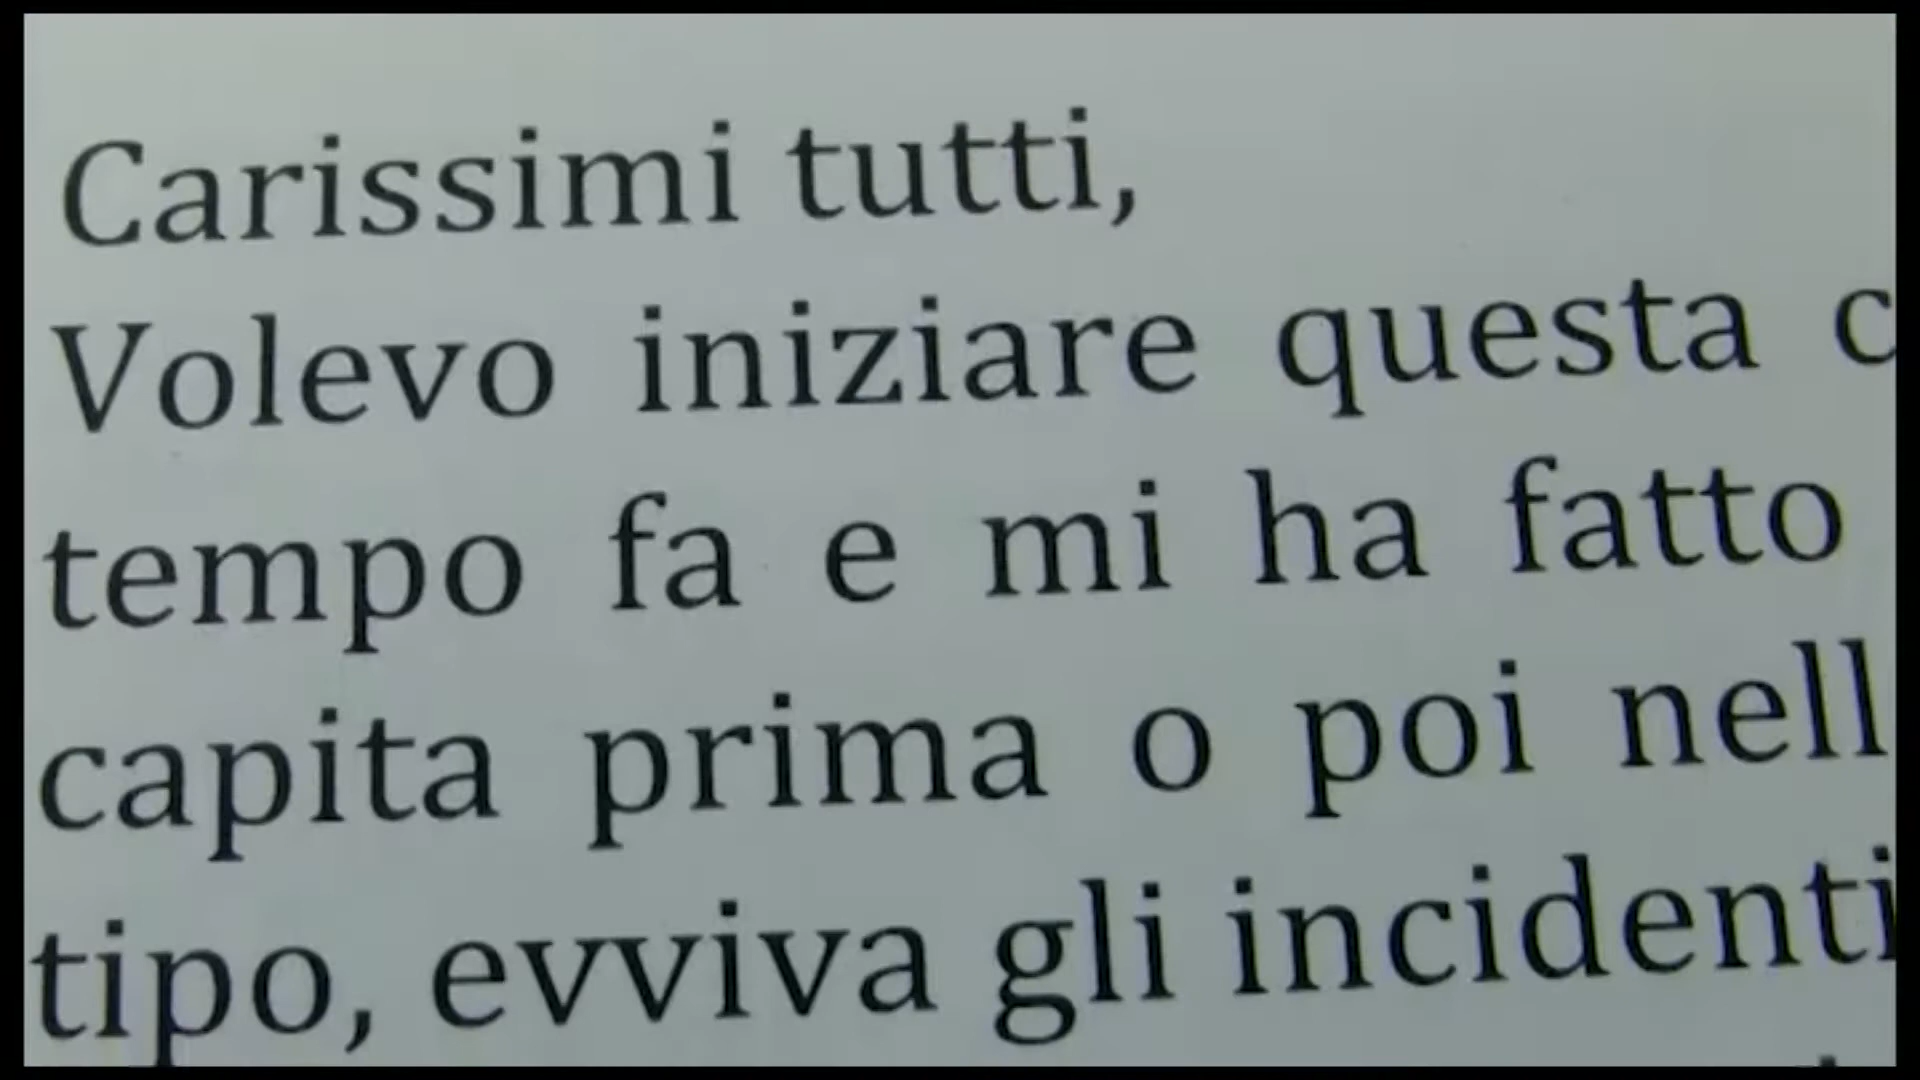 Carissimi tutti,
Volevo iniziare questa c
tempo fa e mi ha fatto
capita prima o poi nell
tipo, evviva gli incidenti